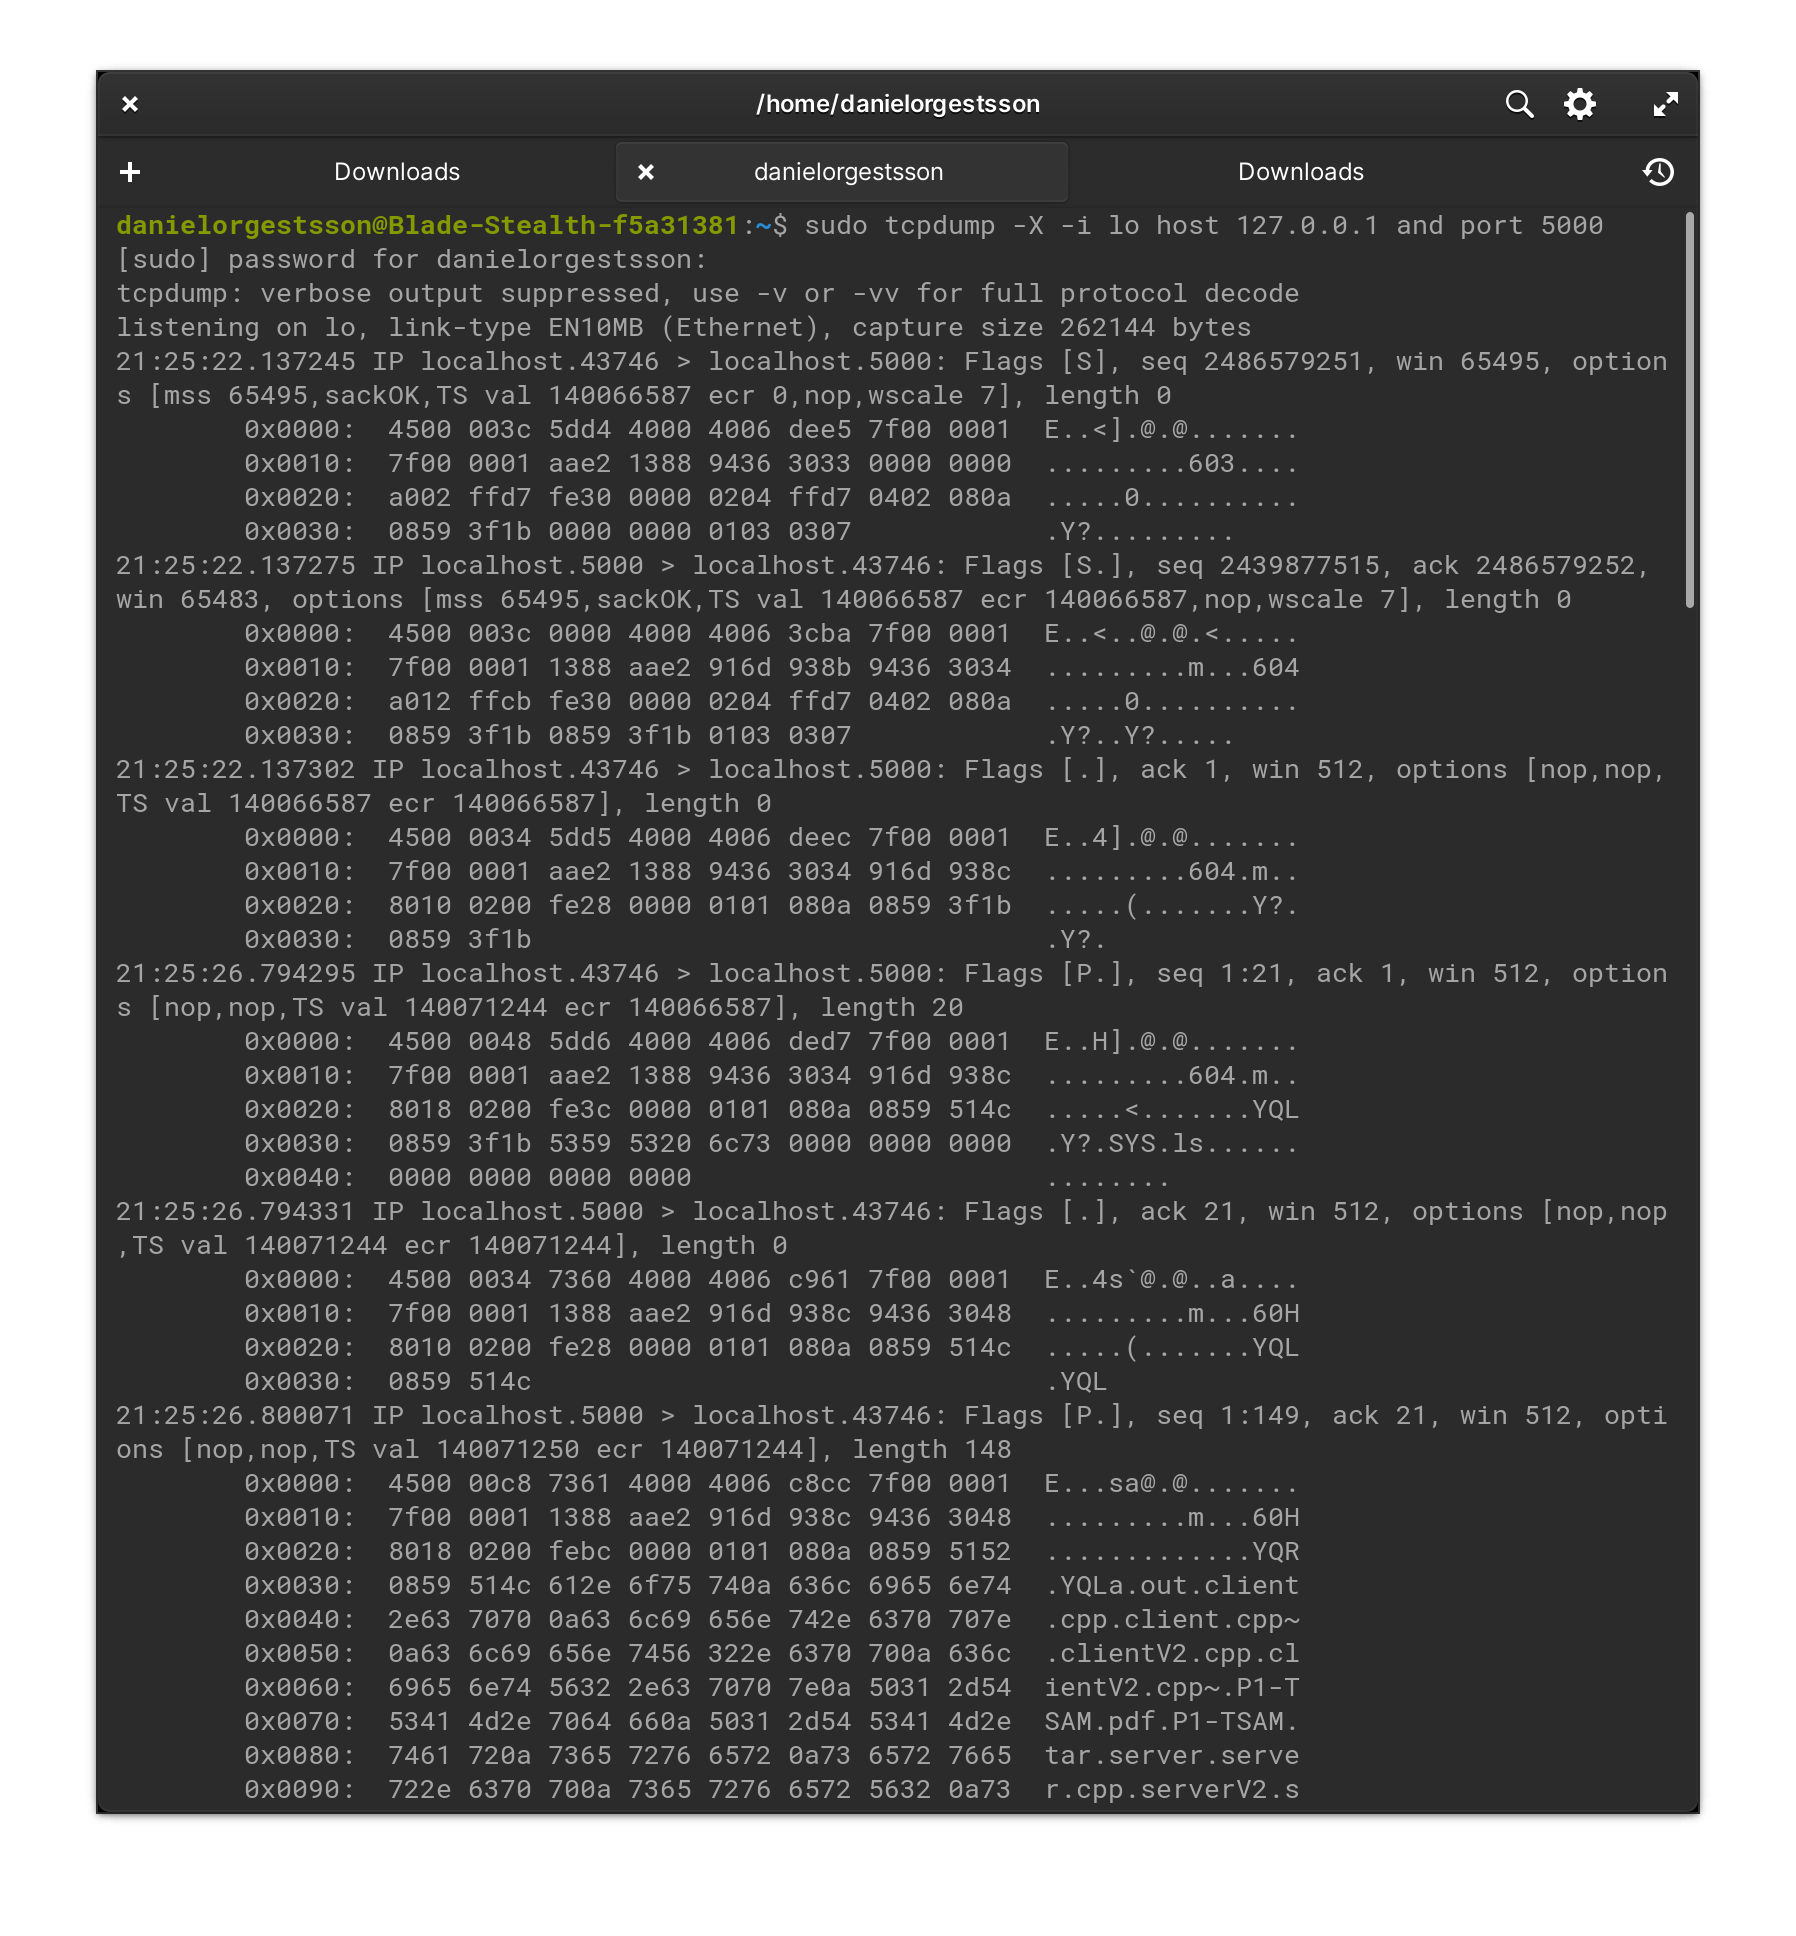 /home/danielorgestsson
Downloads
danielorgestsson
Downloads
danielorgestsson@Blade-Stealth-f5a31381:~$ sudo tcpdump -X -i lo host 127.0.0.1 and port 5000
[sudo] password for danielorgestsson:
tcpdump: verbose output suppressed, use -v or -vv for full protocol decode
listening on lo, link-type EN10MB (Ethernet), capture size 262144 bytes
21:25:22.137245 IP localhost.43746 > localhost.5000: Flags [S], seq 2486579251, win 65495, option
s [mss 65495,sackOK,TS val 140066587 ecr 0,nop,wscale 7], length 0
        0x0000:  4500 003c 5dd4 4000 4006 dee5 7f00 0001  E..<].@.@.......
        0x0010:  7f00 0001 aae2 1388 9436 3033 0000 0000  .........603....
        0x0020:  a002 ffd7 fe30 0000 0204 ffd7 0402 080a  .....0..........
        0x0030:  0859 3f1b 0000 0000 0103 0307            .Y?.........
21:25:22.137275 IP localhost.5000 > localhost.43746: Flags [S.], seq 2439877515, ack 2486579252,
win 65483, options [mss 65495,sackOK,TS val 140066587 ecr 140066587,nop,wscale 7], length 0
        0x0000:  4500 003c 0000 4000 4006 3cba 7f00 0001  E..<..@.@.<.....
        0x0010:  7f00 0001 1388 aae2 916d 938b 9436 3034  .........m...604
        0x0020:  a012 ffcb fe30 0000 0204 ffd7 0402 080a  .....0..........
        0x0030:  0859 3f1b 0859 3f1b 0103 0307            .Y?..Y?.....
21:25:22.137302 IP localhost.43746 > localhost.5000: Flags [.], ack 1, win 512, options [nop,nop,
TS val 140066587 ecr 140066587], length 0
        0x0000:  4500 0034 5dd5 4000 4006 deec 7f00 0001  E..4].@.@.......
        0x0010:  7f00 0001 aae2 1388 9436 3034 916d 938c  .........604.m..
        0x0020:  8010 0200 fe28 0000 0101 080a 0859 3f1b  .....(.......Y?.
        0x0030:  0859 3f1b                                .Y?.
21:25:26.794295 IP localhost.43746 > localhost.5000: Flags [P.], seq 1:21, ack 1, win 512, option
s [nop,nop,TS val 140071244 ecr 140066587], length 20
        0x0000:  4500 0048 5dd6 4000 4006 ded7 7f00 0001  E..H].@.@.......
        0x0010:  7f00 0001 aae2 1388 9436 3034 916d 938c  .........604.m..
        0x0020:  8018 0200 fe3c 0000 0101 080a 0859 514c  .....<.......YQL
        0x0030:  0859 3f1b 5359 5320 6c73 0000 0000 0000  .Y?.SYS.ls......
        0x0040:  0000 0000 0000 0000                      ........
21:25:26.794331 IP localhost.5000 > localhost.43746: Flags [.], ack 21, win 512, options [nop,nop
,TS val 140071244 ecr 140071244], length 0
        0x0000:  4500 0034 7360 4000 4006 c961 7f00 0001  E..4s`@.@..a....
        0x0010:  7f00 0001 1388 aae2 916d 938c 9436 3048  .........m...60H
        0x0020:  8010 0200 fe28 0000 0101 080a 0859 514c  .....(.......YQL
        0x0030:  0859 514c                                .YQL
21:25:26.800071 IP localhost.5000 > localhost.43746: Flags [P.], seq 1:149, ack 21, win 512, opti
ons [nop,nop,TS val 140071250 ecr 140071244], length 148
        0x0000:  4500 00c8 7361 4000 4006 c8cc 7f00 0001  E...sa@.@.......
        0x0010:  7f00 0001 1388 aae2 916d 938c 9436 3048  .........m...60H
        0x0020:  8018 0200 febc 0000 0101 080a 0859 5152  .............YQR
        0x0030:  0859 514c 612e 6f75 740a 636c 6965 6e74  .YQLa.out.client
        0x0040:  2e63 7070 0a63 6c69 656e 742e 6370 707e  .cpp.client.cpp~
        0x0050:  0a63 6c69 656e 7456 322e 6370 700a 636c  .clientV2.cpp.cl
        0x0060:  6965 6e74 5632 2e63 7070 7e0a 5031 2d54  ientV2.cpp~.P1-T
        0x0070:  5341 4d2e 7064 660a 5031 2d54 5341 4d2e  SAM.pdf.P1-TSAM.
        0x0080:  7461 720a 7365 7276 6572 0a73 6572 7665  tar.server.serve
        0x0090:  722e 6370 700a 7365 7276 6572 5632 0a73  r.cpp.serverV2.s